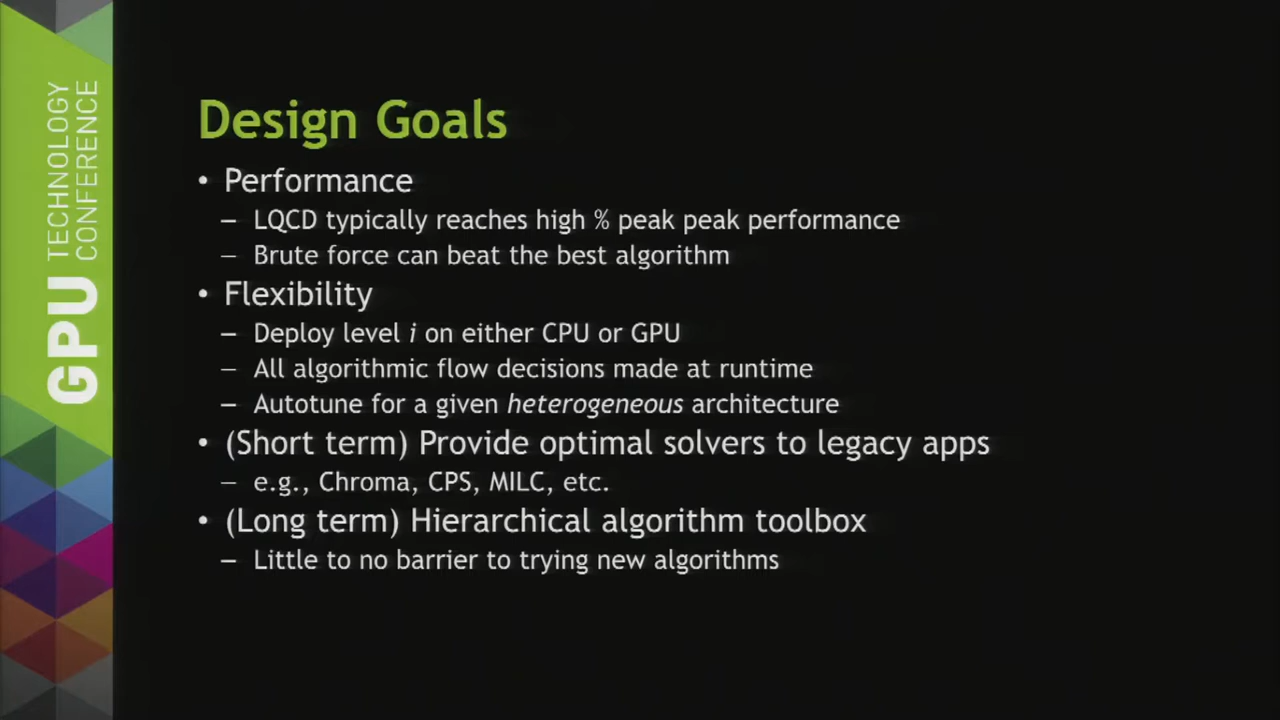 GPU TECHNOLOGY
CONFERENCE
Design Goals
• Performance
– LQCD typically reaches high % peak peak performance
– Brute force can beat the best algorithm
• Flexibility
– Deploy level i on either CPU or GPU
– All algorithmic flow decisions made at runtime
– Autotune for a given heterogeneous architecture
• (Short term) Provide optimal solvers to legacy apps
– e.g., Chroma, CPS, MILC, etc.
• (Long term) Hierarchical algorithm toolbox
– Little to no barrier to trying new algorithms